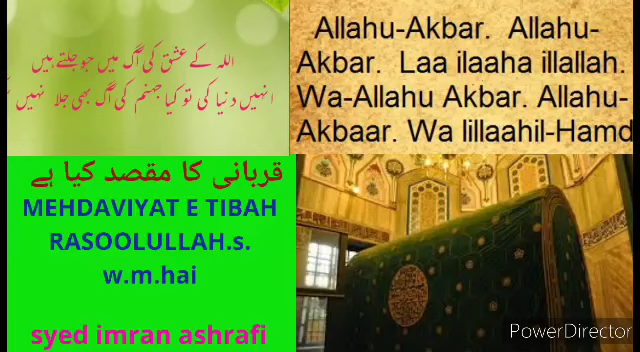 اللہ کے عشق کی آگ میں جو جلتے ہیں
انہیں دنیا کی تو کیا جہنم کی آگ بھی جلا نہیں
Allahu-Akbar. Allahu-
Akbar. Laa ilaaha illallah.
Wa-Allahu Akbar. Allahu-
Akbaar. Wa lillaahil-Hamd
قربانی کا مقصد کیا ہے
MEHDAVIYAT E TIBAH
RASOOLULLAH.s.
w.m.hai
syed imran ashrafi
PowerDirector